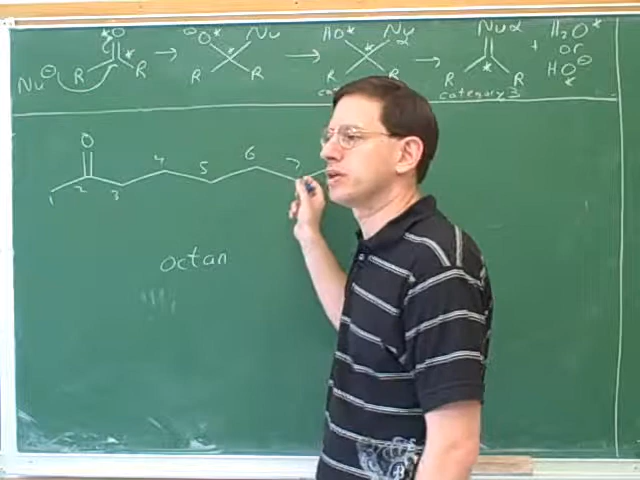 O* Nu HO* Nu α Nu α H₂O*
Nu⊖ R R → R R → R R → R R + or
HO⊖ *
category 3
O
1 2 3 4 5 6 7
octan